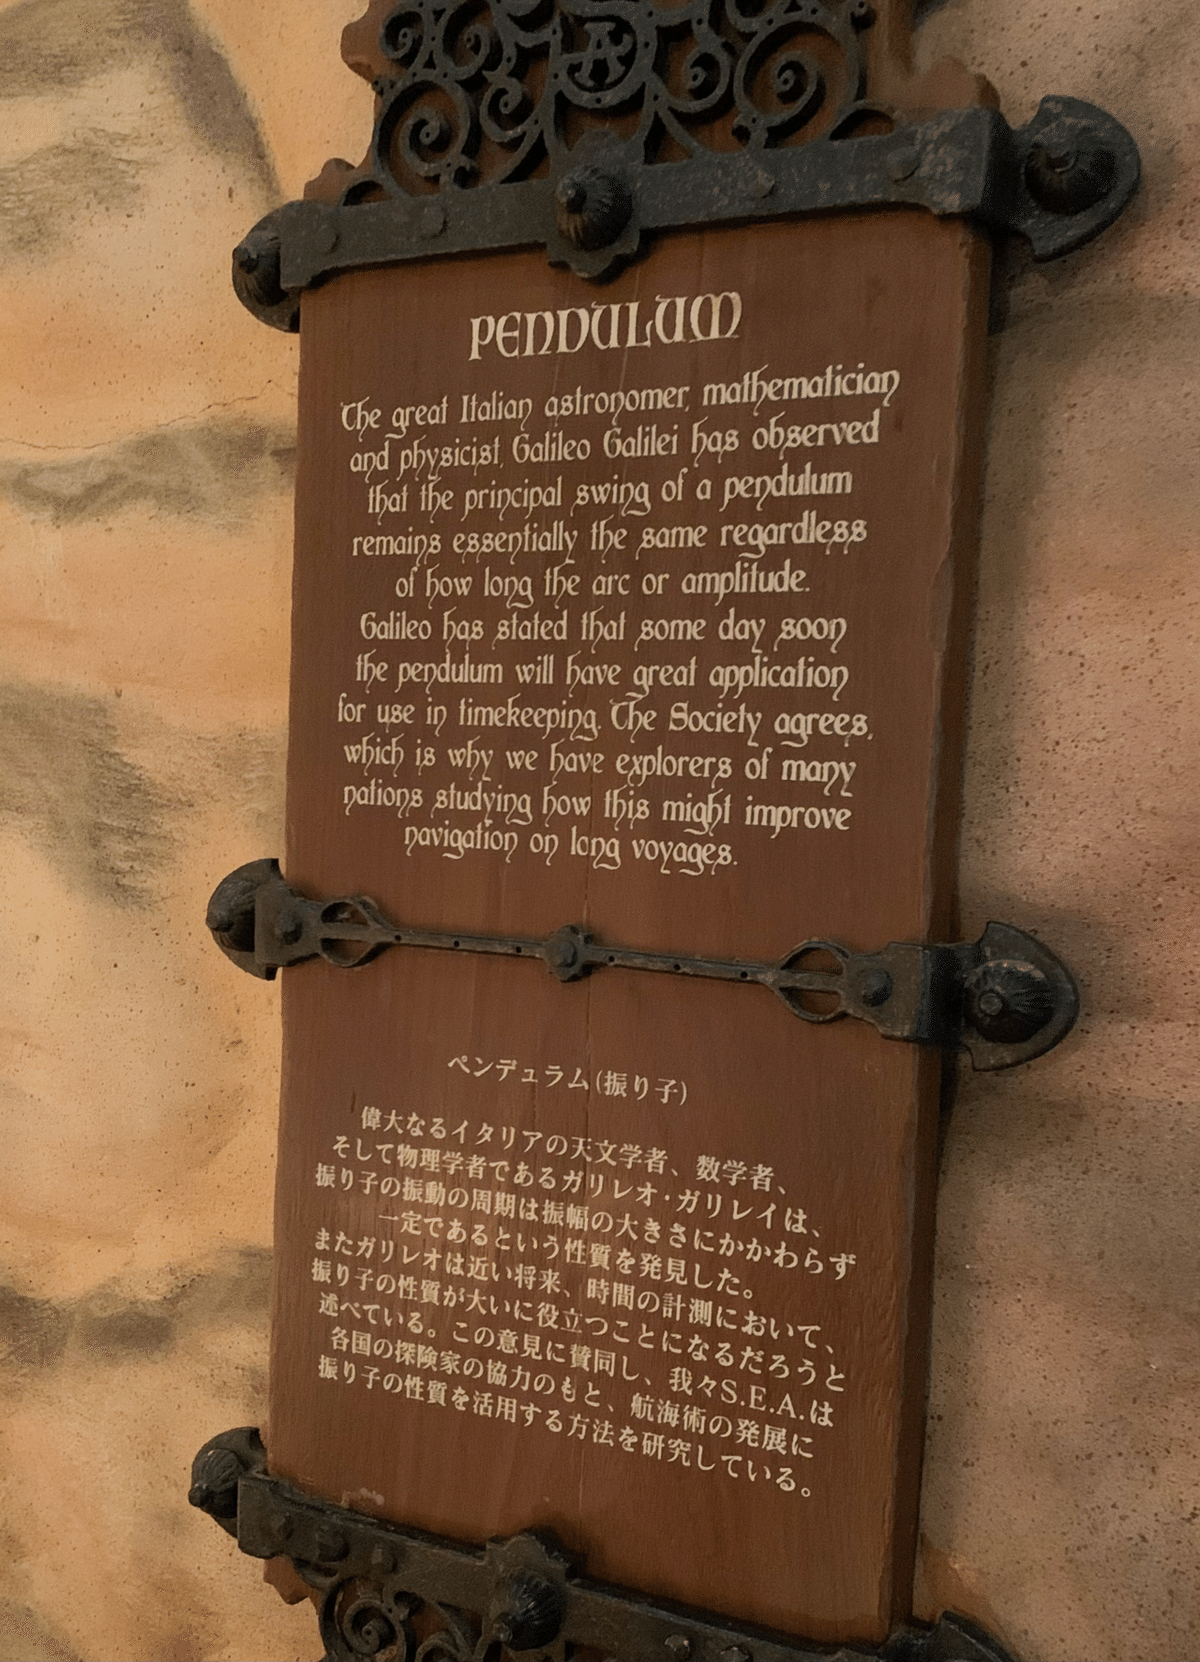 PENDULUM
The great Italian astronomer, mathematician
and physicist, Galileo Galilei has observed
that the principal swing of a pendulum
remains essentially the same regardless
of how long the arc or amplitude.
Galileo has stated that some day soon
the pendulum will have great application
for use in timekeeping. The Society agrees,
which is why we have explorers of many
nations studying how this might improve
navigation on long voyages.
ペンデュラム(振り子)
偉大なるイタリアの天文学者、数学者、
そして物理学者であるガリレオ・ガリレイは、
振り子の振動の周期は振幅の大きさにかかわらず
一定であるという性質を発見した。
またガリレオは近い将来、時間の計測において、
振り子の性質が大いに役立つことになるだろうと
述べている。この意見に賛同し、我々S.E.A.は
各国の探険家の協力のもと、航海術の発展に
振り子の性質を活用する方法を研究している。